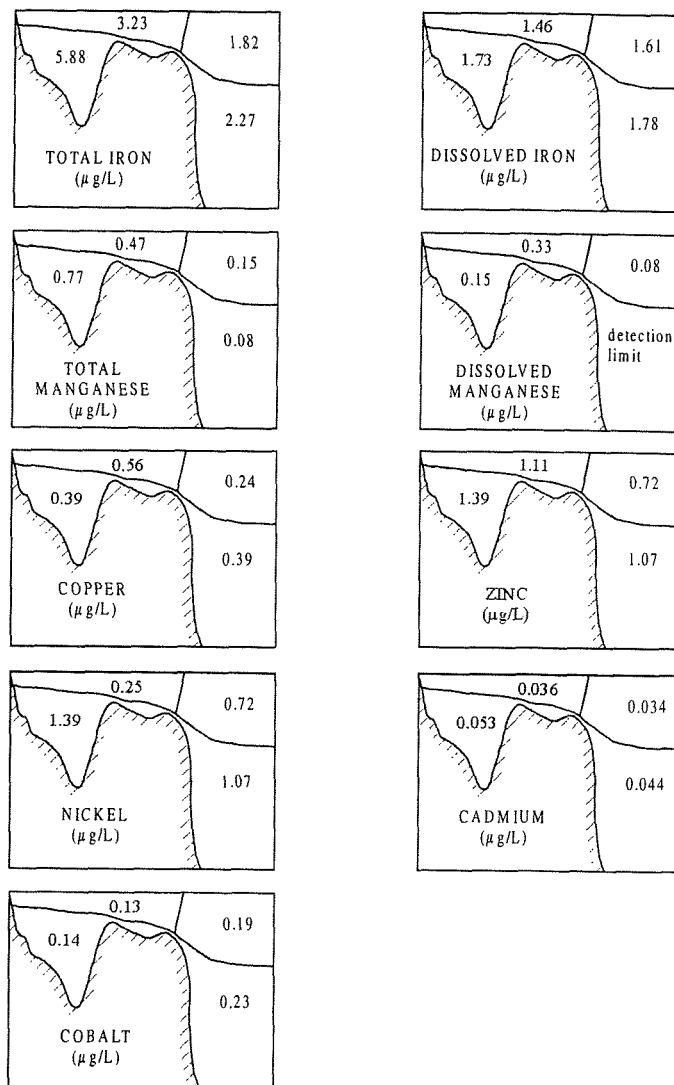 3.23
1.82
5.88
2.27
TOTAL IRON
(µg/L)
1.46
1.61
1.73
1.78
DISSOLVED IRON
µg/L)
0.47
0.15
0.77
0.08
TOTAL
MANGANESE
(µg/L)
0.33
0.08
0.15
detection
limit
DISSOLVED
MANGANESE
(µg/L)
0.56
0.24
0.39
0.39
COPPER
(µg/L)
1.11
0.72
1.39
1.07
ZINC
(µg/L)
0.25
0.72
1.39
1.07
NICKEL
(µg/L)
0.036
0.034
0.053
0.044
CADMIUM
(µg/L)
0.13
0.19
0.14
0.23
COBALT
(µg/L)